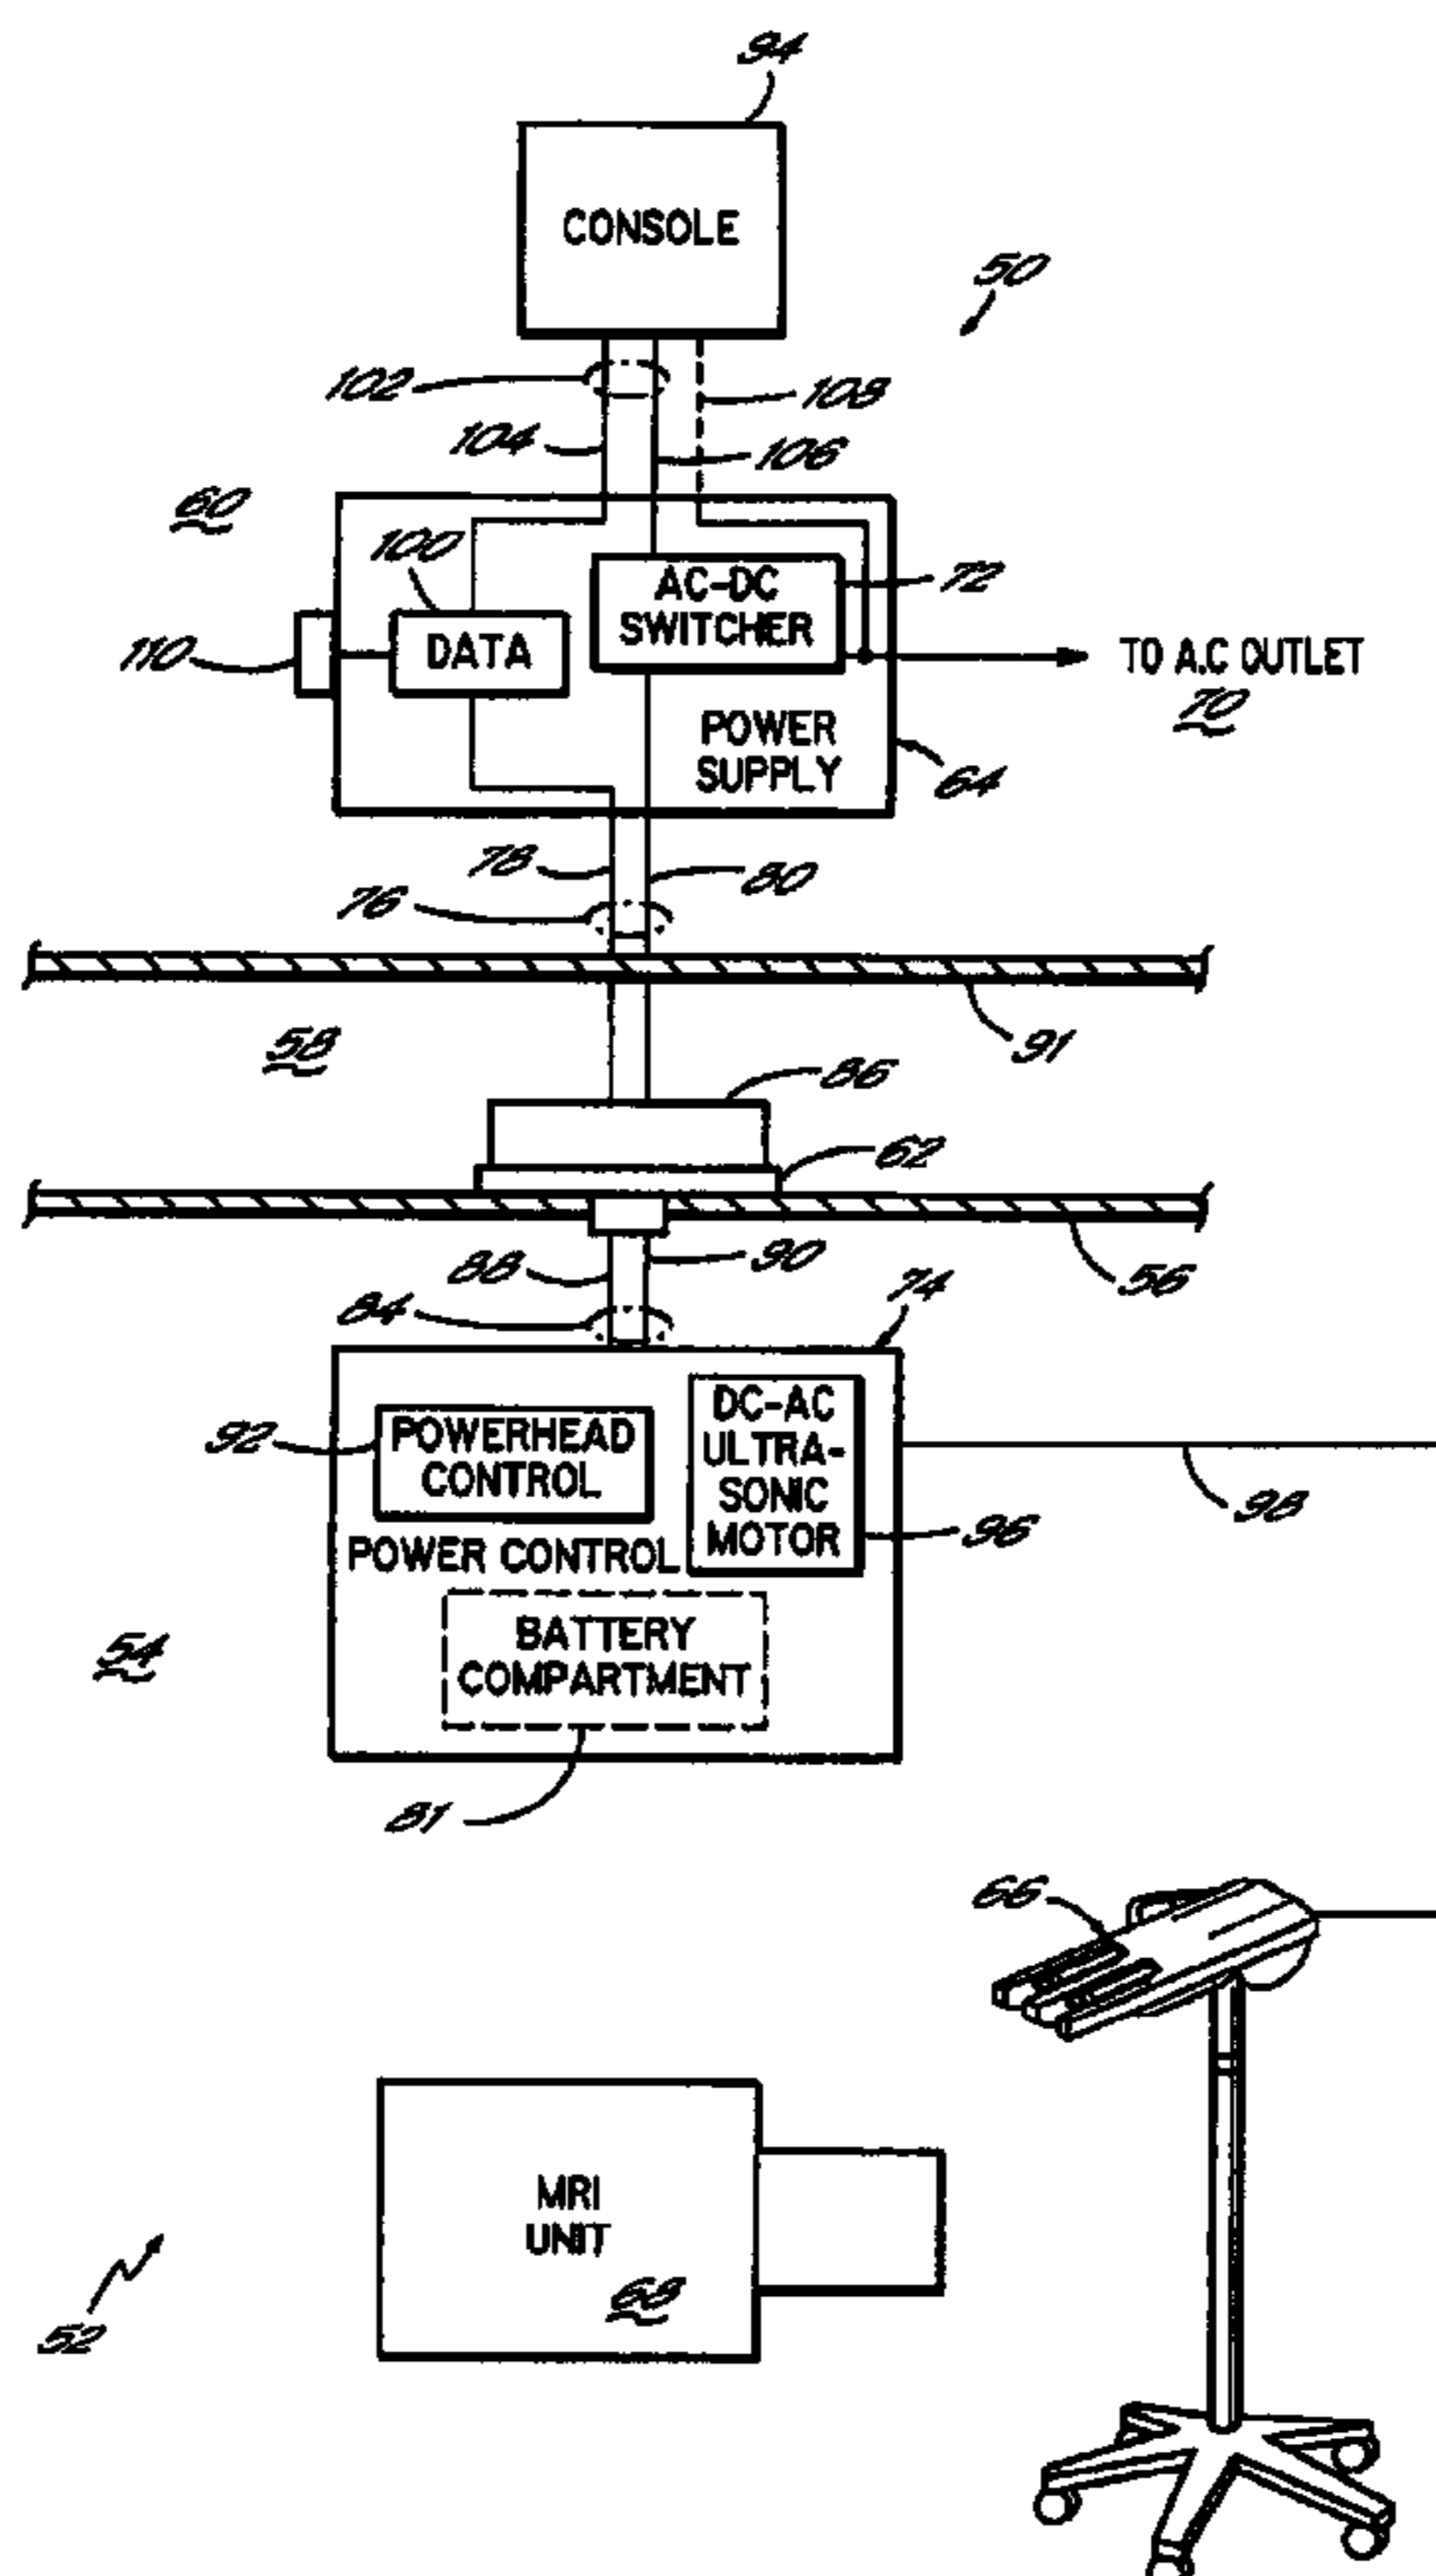 94
CONSOLE
50
102
108
104
106
60
100
AC-DC
SWITCHER
72
110
DATA
TO A.C OUTLET
70
POWER
SUPPLY
64
78
80
76
58
91
86
62
88
90
56
84
74
92
POWERHEAD
CONTROL
DC-AC
ULTRA-
SONIC
MOTOR
98
96
POWER CONTROL
BATTERY
COMPARTMENT
54
81
66
MRI
UNIT
68
52